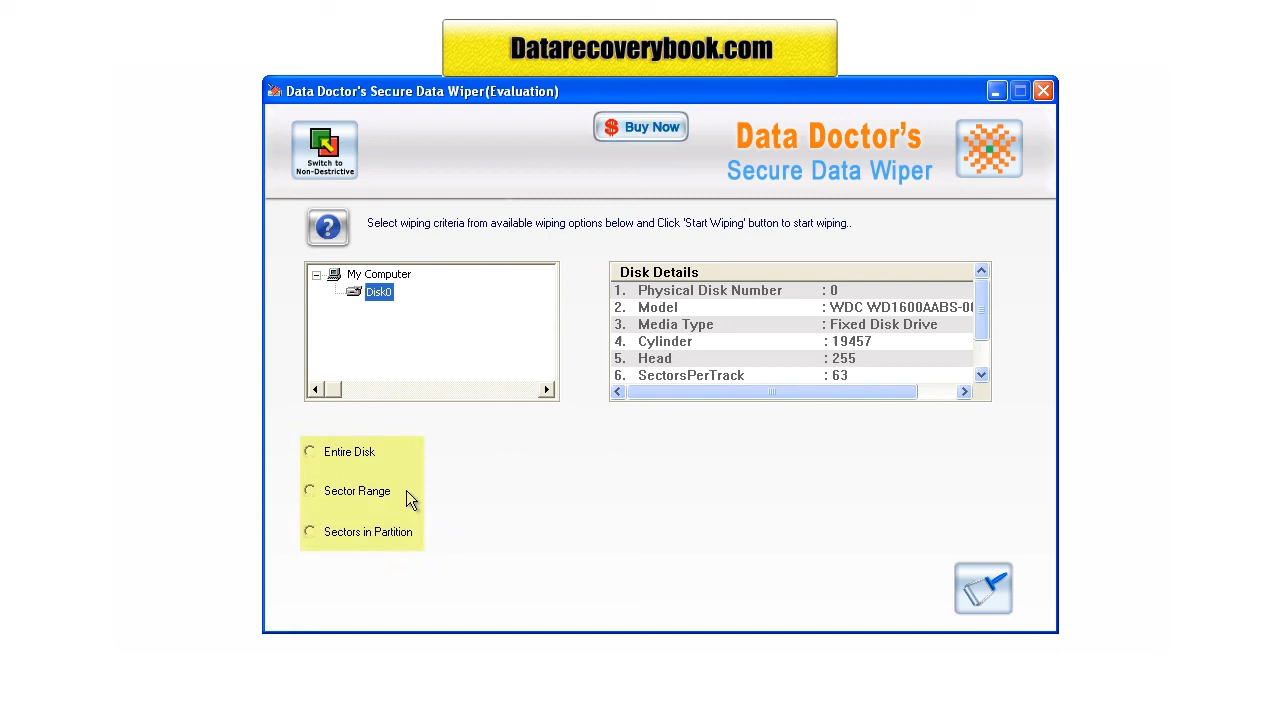 Datarecoverybook.com
Data Doctor's Secure Data Wiper(Evaluation)
Switch to
Non-Destrictive
$ Buy Now
Data Doctor's
Secure Data Wiper
? Select wiping criteria from available wiping options below and Click 'Start Wiping' button to start wiping..
My Computer
Disk0
Disk Details
1. Physical Disk Number : 0
2. Model : WDC WD1600AABS-0
3. Media Type : Fixed Disk Drive
4. Cylinder : 19457
5. Head : 255
6. SectorsPerTrack : 63
Entire Disk
Sector Range
Sectors in Partition